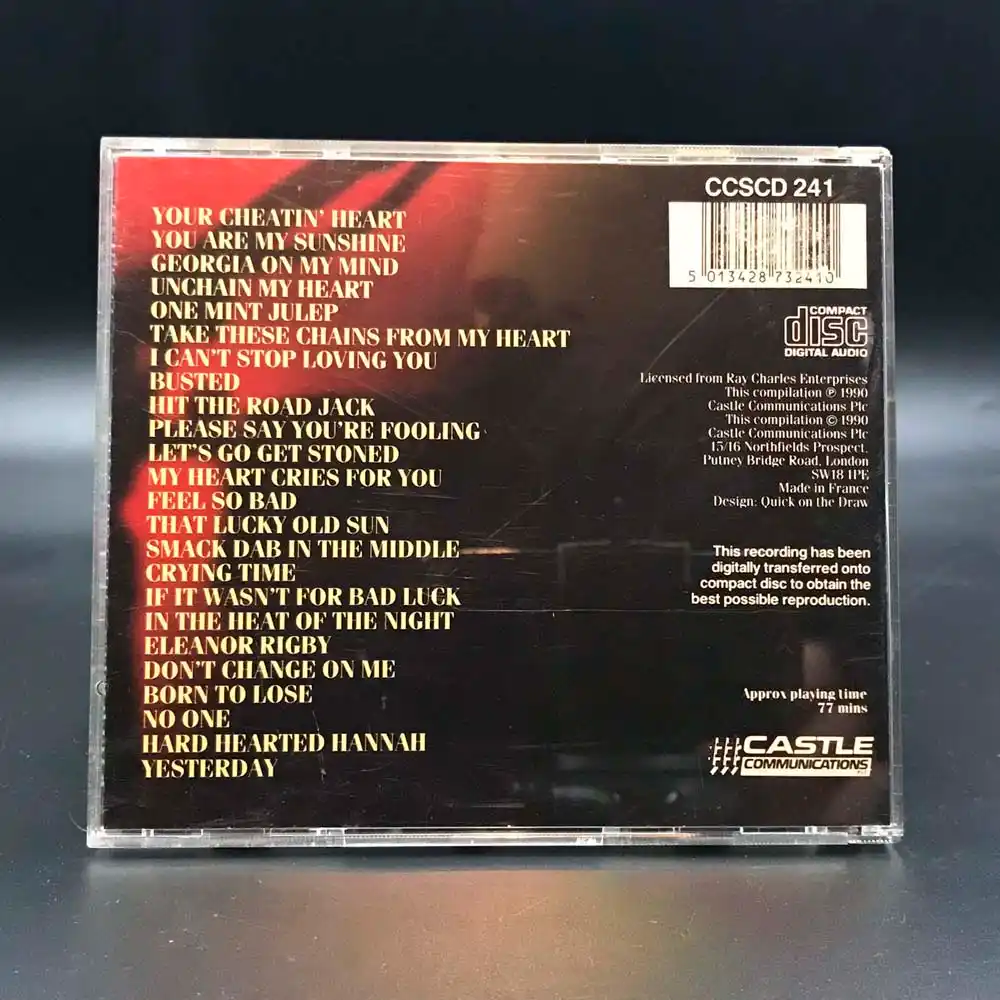 YOUR CHEATIN' HEART
YOU ARE MY SUNSHINE
GEORGIA ON MY MIND
UNCHAIN MY HEART
ONE MINT JULEP
TAKE THESE CHAINS FROM MY HEART
I CAN'T STOP LOVING YOU
BUSTED
HIT THE ROAD JACK
PLEASE SAY YOU'RE FOOLING
LET'S GO GET STONED
MY HEART CRIES FOR YOU
FEEL SO BAD
THAT LUCKY OLD SUN
SMACK DAB IN THE MIDDLE
CRYING TIME
IF IT WASN'T FOR BAD LUCK
IN THE HEAT OF THE NIGHT
ELEANOR RIGBY
DON'T CHANGE ON ME
BORN TO LOSE
NO ONE
HARD HEARTED HANNAH
YESTERDAY
CCSCD 241
5 013428 732410
COMPACT
disc
DIGITAL AUDIO
Licensed from Ray Charles Enterprises
This compilation ℗ 1990
Castle Communications Plc
This compilation © 1990
Castle Communications Plc
15/16 Northfields Prospect,
Putney Bridge Road, London
SW18 1PE
Made in France
Design: Quick on the Draw
This recording has been
digitally transferred onto
compact disc to obtain the
best possible reproduction.
Approx playing time
77 mins
CASTLE
COMMUNICATIONS